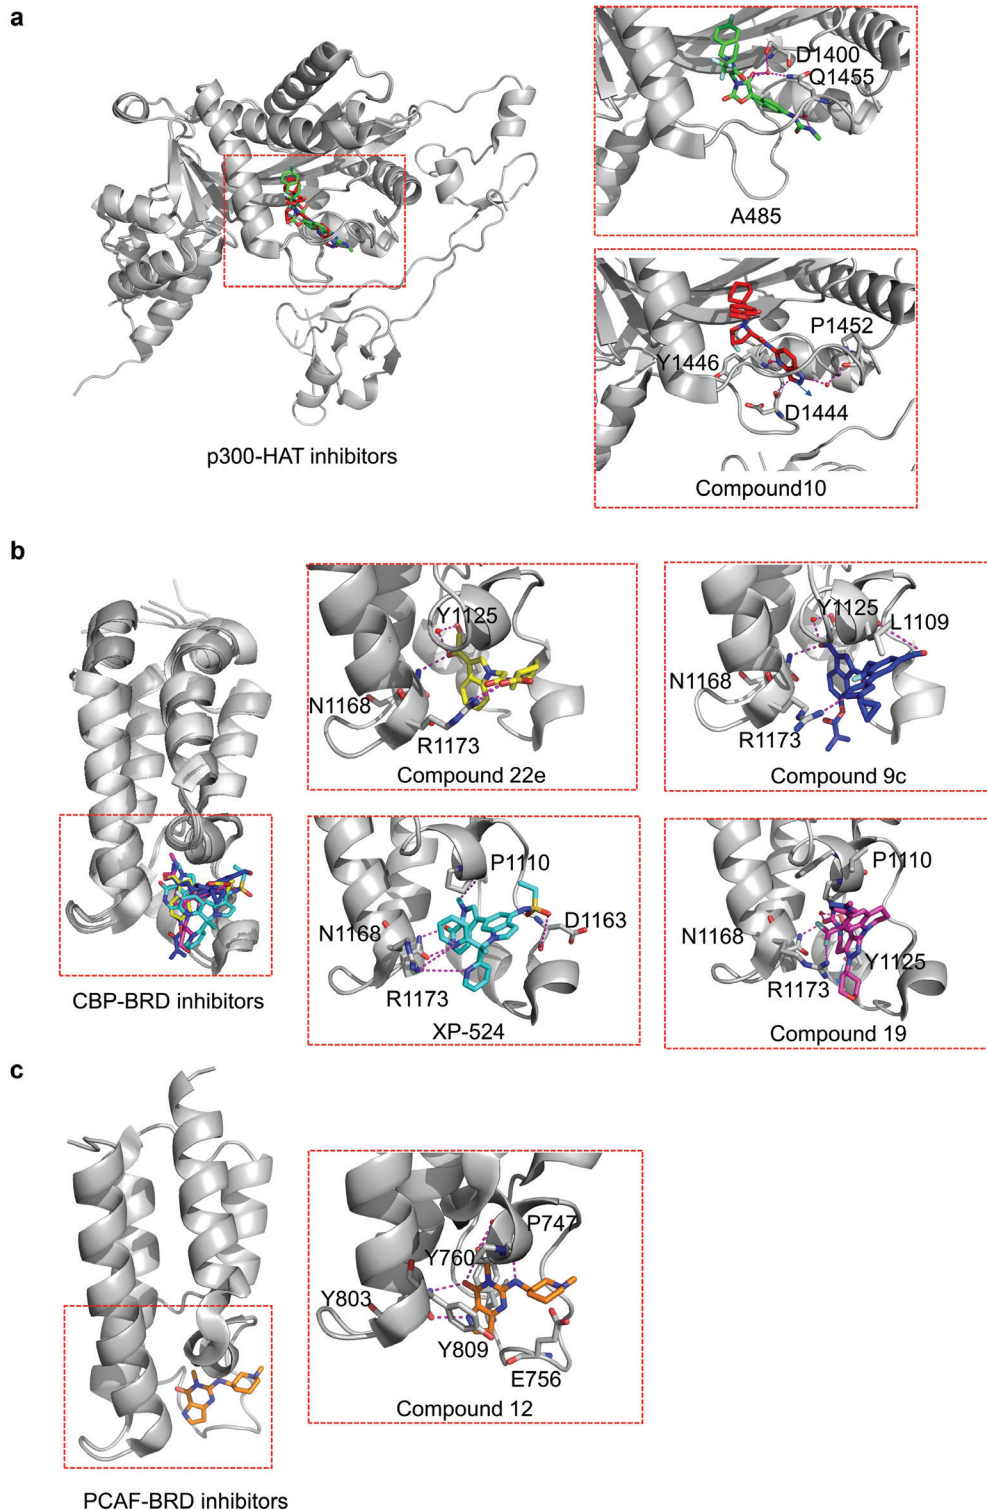 a
D1400
Q1455
A485
P1452
Y1446
D1444
Compound10
p300-HAT inhibitors
b
Y1125
N1168
R1173
Compound 22e
Y1125
L1109
N1168
R1173
Compound 9c
P1110
N1168
D1163
R1173
XP-524
P1110
N1168
Y1125
R1173
Compound 19
CBP-BRD inhibitors
c
P747
Y760
Y803
Y809
E756
Compound 12
PCAF-BRD inhibitors